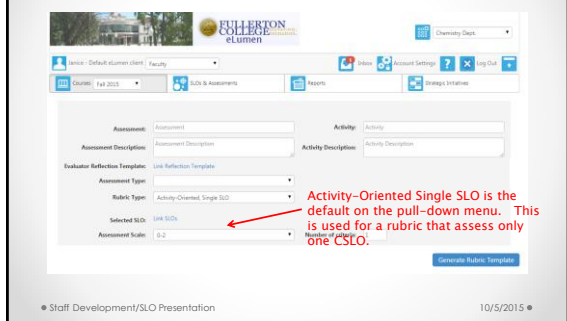 FULLERTON
COLLEGE
eLumen
Chemistry Dept.
Janice : Default eLumen client
Faculty
Inbox
Account Settings
?
Log Out
Courses
Fall 2015
SLOs & Assessments
Reports
Strategic Initiatives
Assessment:
Assessment
Activity:
Activity
Assessment Description:
Assessment Description
Activity Description:
Activity Description
Evaluator Reflection Template:
Link Reflection Template
Assessment Type:
Rubric Type:
Activity-Oriented, Single SLO
Activity-Oriented Single SLO is the
default on the pull-down menu. This
is used for a rubric that assess only
one CSLO.
Selected SLO:
Link SLOs
Assessment Scale:
0-2
Number of criteria:
Generate Rubric Template
Staff Development/SLO Presentation
10/5/2015